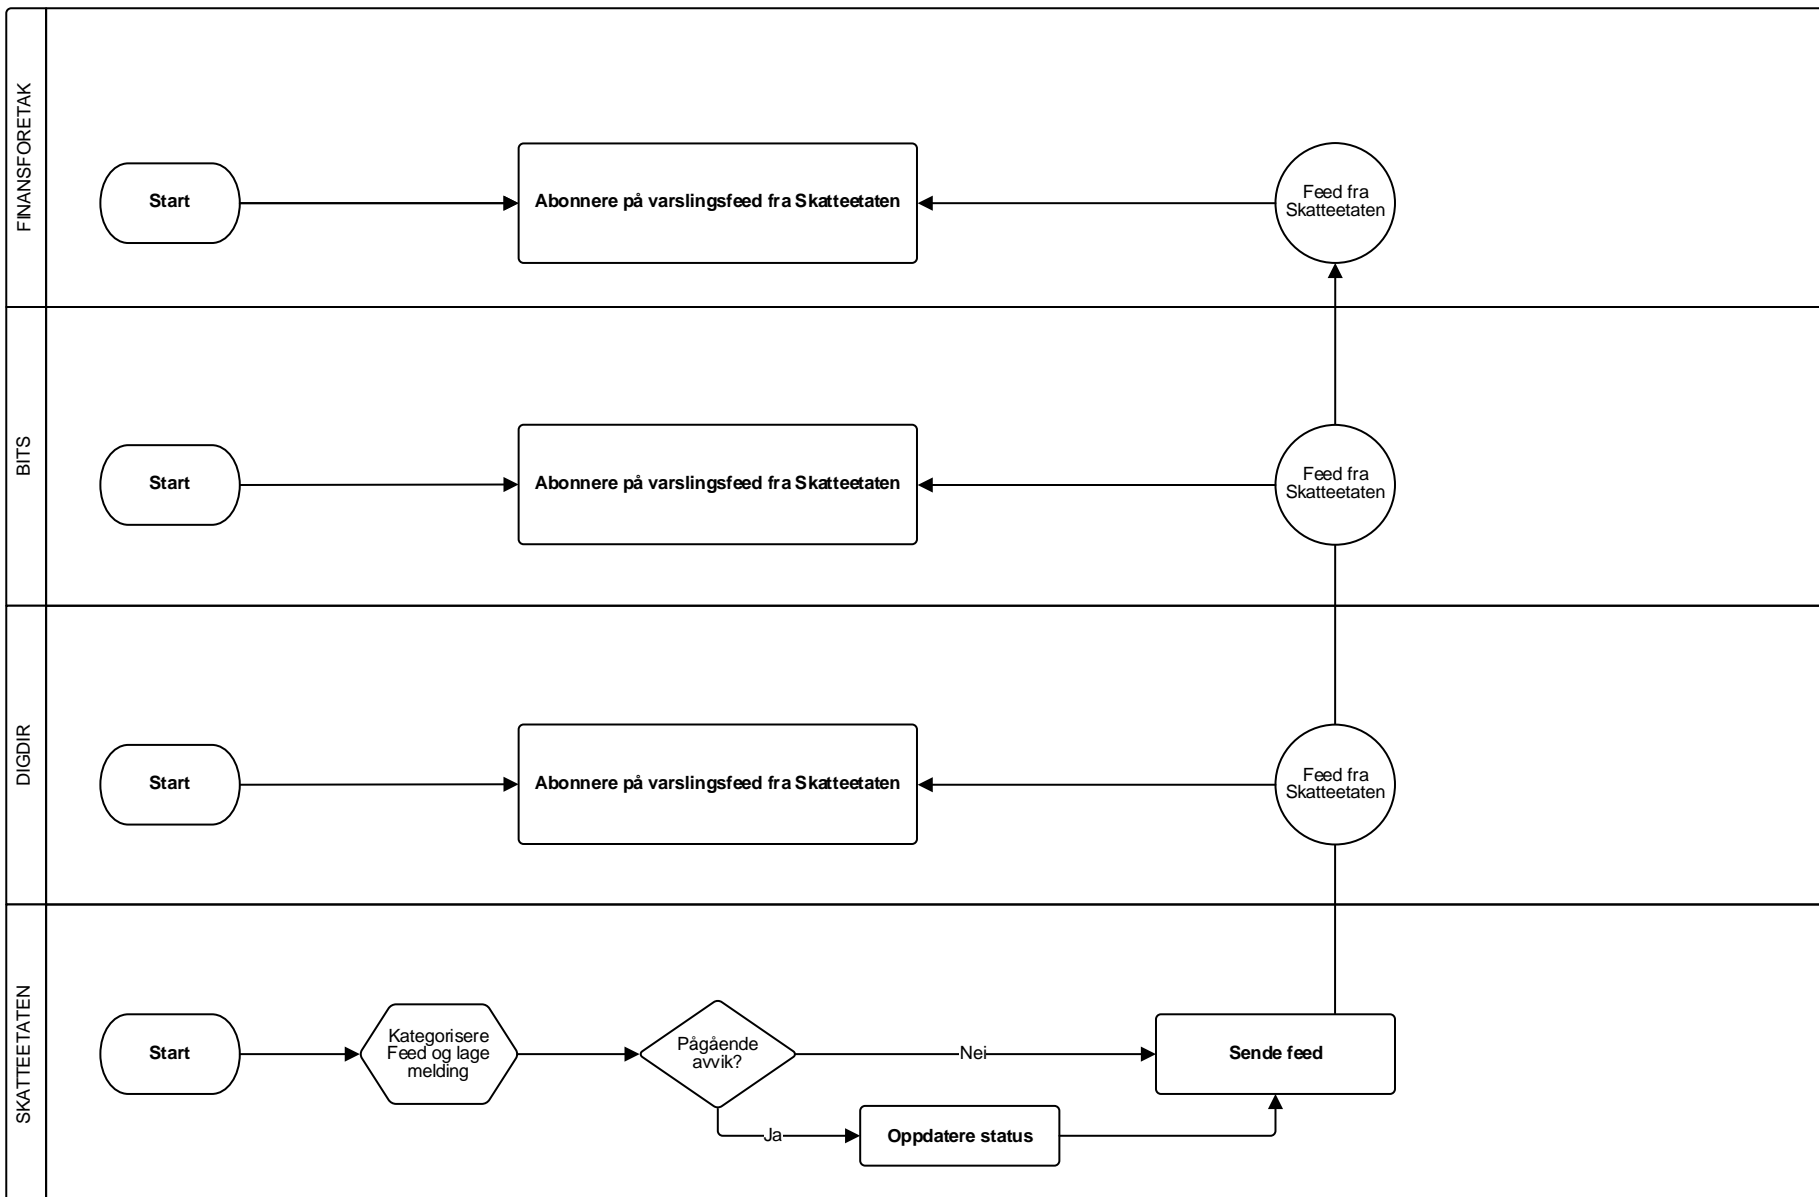 FINANSFORETAK
Start
Abonnere på varslingsfeed fra Skatteetaten
Feed fra
Skatteetaten
BITS
Start
Abonnere på varslingsfeed fra Skatteetaten
Feed fra
Skatteetaten
DIGDIR
Start
Abonnere på varslingsfeed fra Skatteetaten
Feed fra
Skatteetaten
SKATTEETATEN
Start
Kategorisere
Feed og lage
melding
Pågående
avvik?
Nei
Sende feed
Ja
Oppdatere status